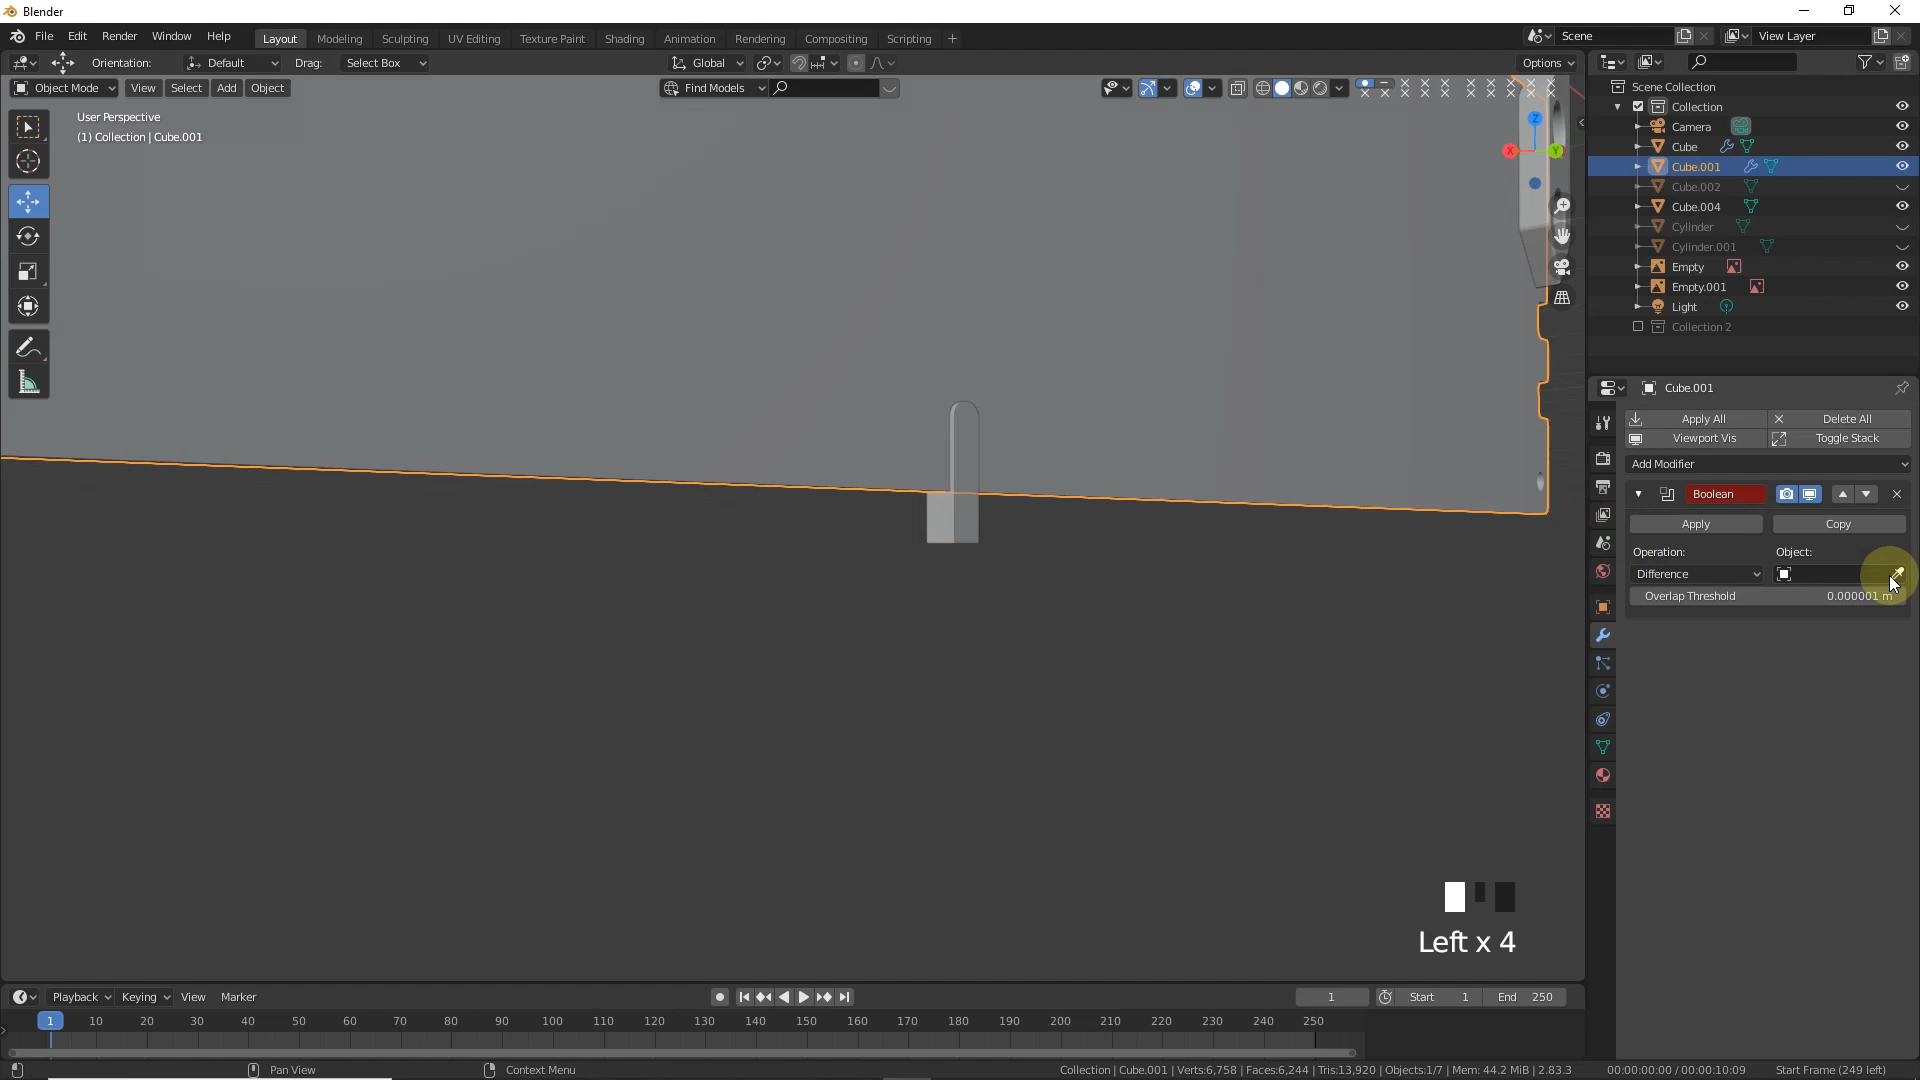 Blender
File Edit Render Window Help Layout Modeling Sculpting UV Editing Texture Paint Shading Animation Rendering Compositing Scripting + Scene View Layer
Orientation: Default Drag: Select Box Global Options
Object Mode View Select Add Object Find Models
User Perspective
(1) Collection | Cube.001
Z
X Y
Scene Collection
Collection
Camera
Cube
Cube.001
Cube.002
Cube.004
Cylinder
Cylinder.001
Empty
Empty.001
Light
Collection 2
Cube.001
Apply All Delete All
Viewport Vis Toggle Stack
Add Modifier
Boolean
Apply Copy
Operation: Object:
Difference
Overlap Threshold 0.000001 m
Left x 4
Playback Keying View Marker 1 Start 1 End 250
1 10 20 30 40 50 60 70 80 90 100 110 120 130 140 150 160 170 180 190 200 210 220 230 240 250
Pan View Context Menu Collection | Cube.001 | Verts:6,758 | Faces:6,244 | Tris:13,920 | Objects:1/7 | Mem: 44.2 MiB | 2.83.3 00:00:00:00 / 00:00:10:09 Start Frame (249 left)